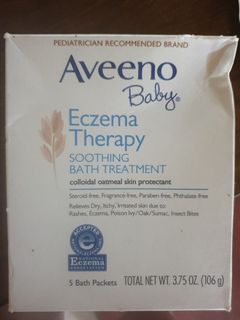 PEDIATRICIAN RECOMMENDED BRAND
Aveeno
Baby®
Eczema
Therapy
SOOTHING
BATH TREATMENT
colloidal oatmeal skin protectant
Steroid-free, Fragrance-free, Paraben-free, Phthalate-free
Relieves Dry, Itchy, Irritated skin due to:
Rashes, Eczema, Poison Ivy/Oak/Sumac, Insect Bites
ACCEPTED
e
NATIONAL
Eczema
ASSOCIATION
5 Bath Packets
TOTAL NET WT. 3.75 OZ. (106 g)